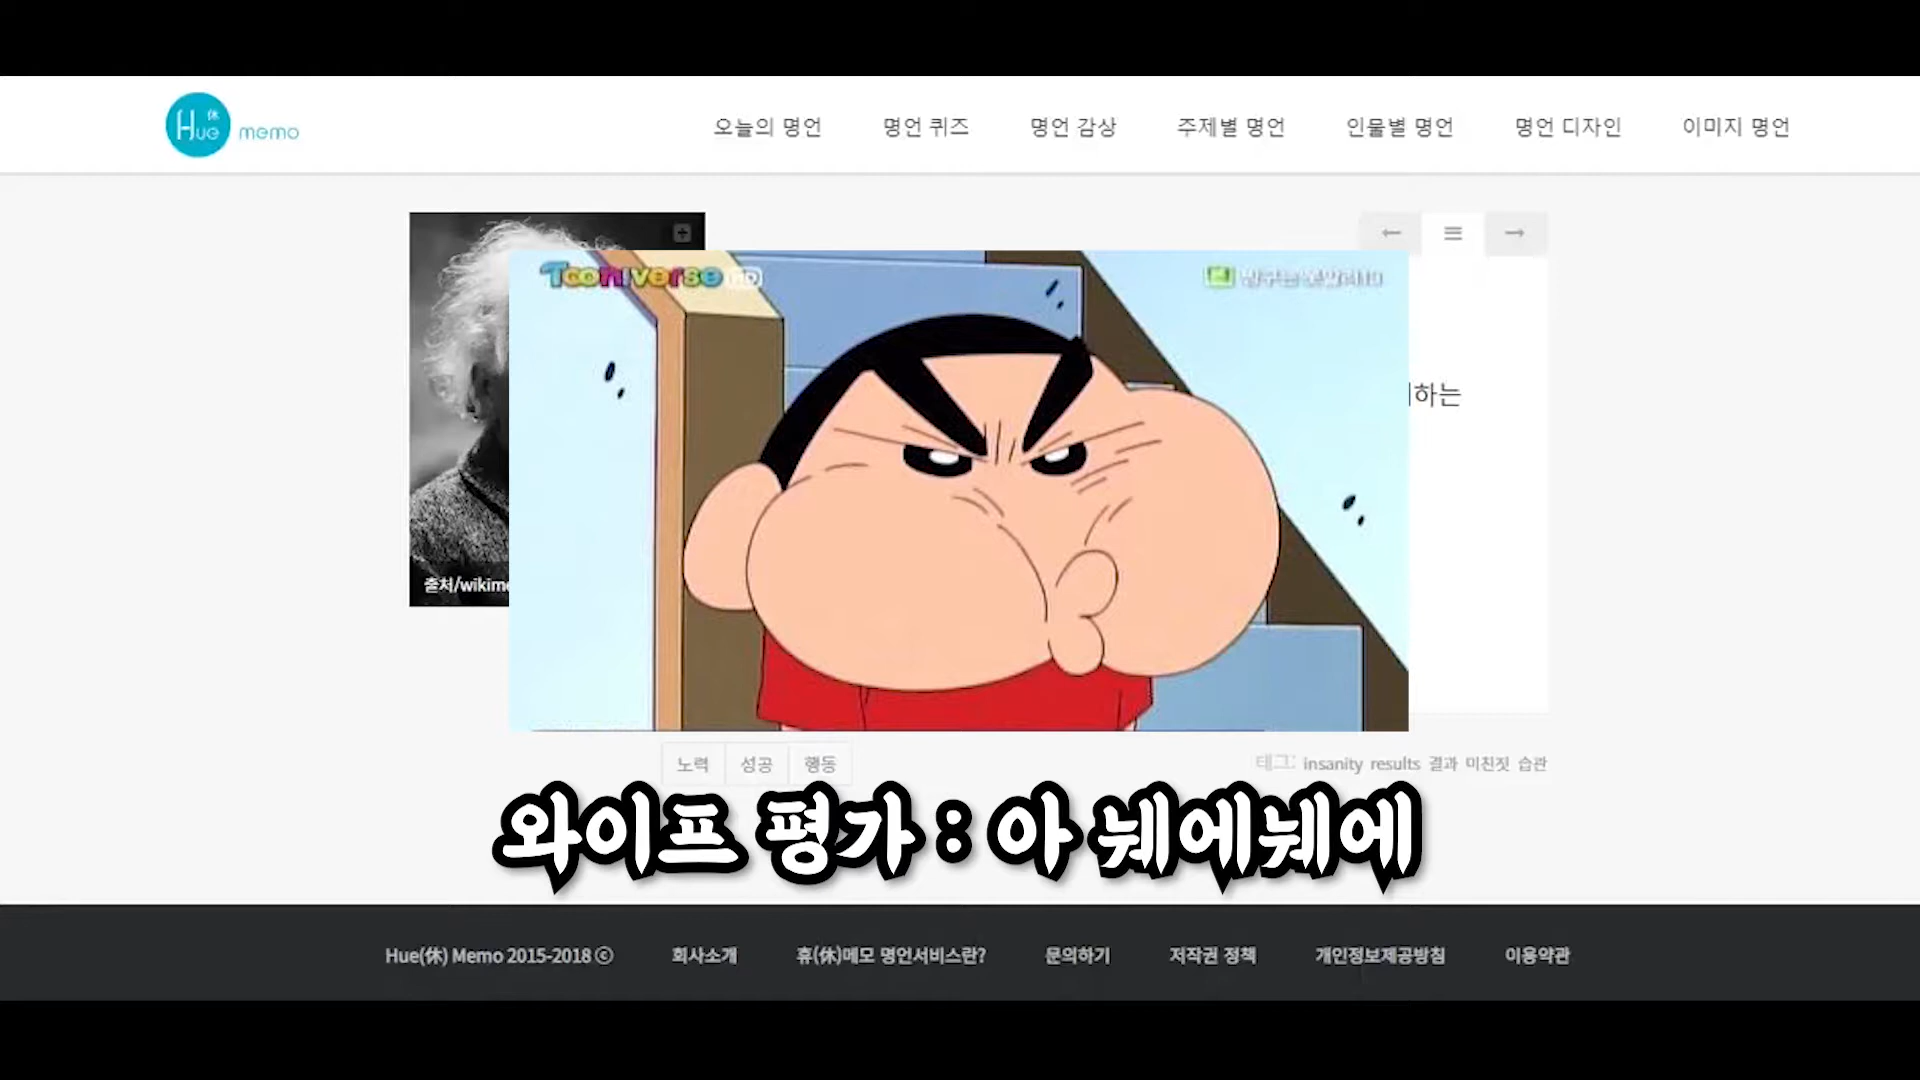 Hue 休 memo
오늘의 명언 명언 퀴즈 명언 감상 주제별 명언 인물별 명언 명언 디자인 이미지 명언
Tooniverse HD
하는
출처/wikime
노력 성공 행동
태그: insanity results 결과 미친짓 습관
와이프 평가 : 아 눼에눼에
Hue(休) Memo 2015-2018 ⓒ 회사소개 휴(休)메모 명언서비스란? 문의하기 저작권 정책 개인정보제공방침 이용약관